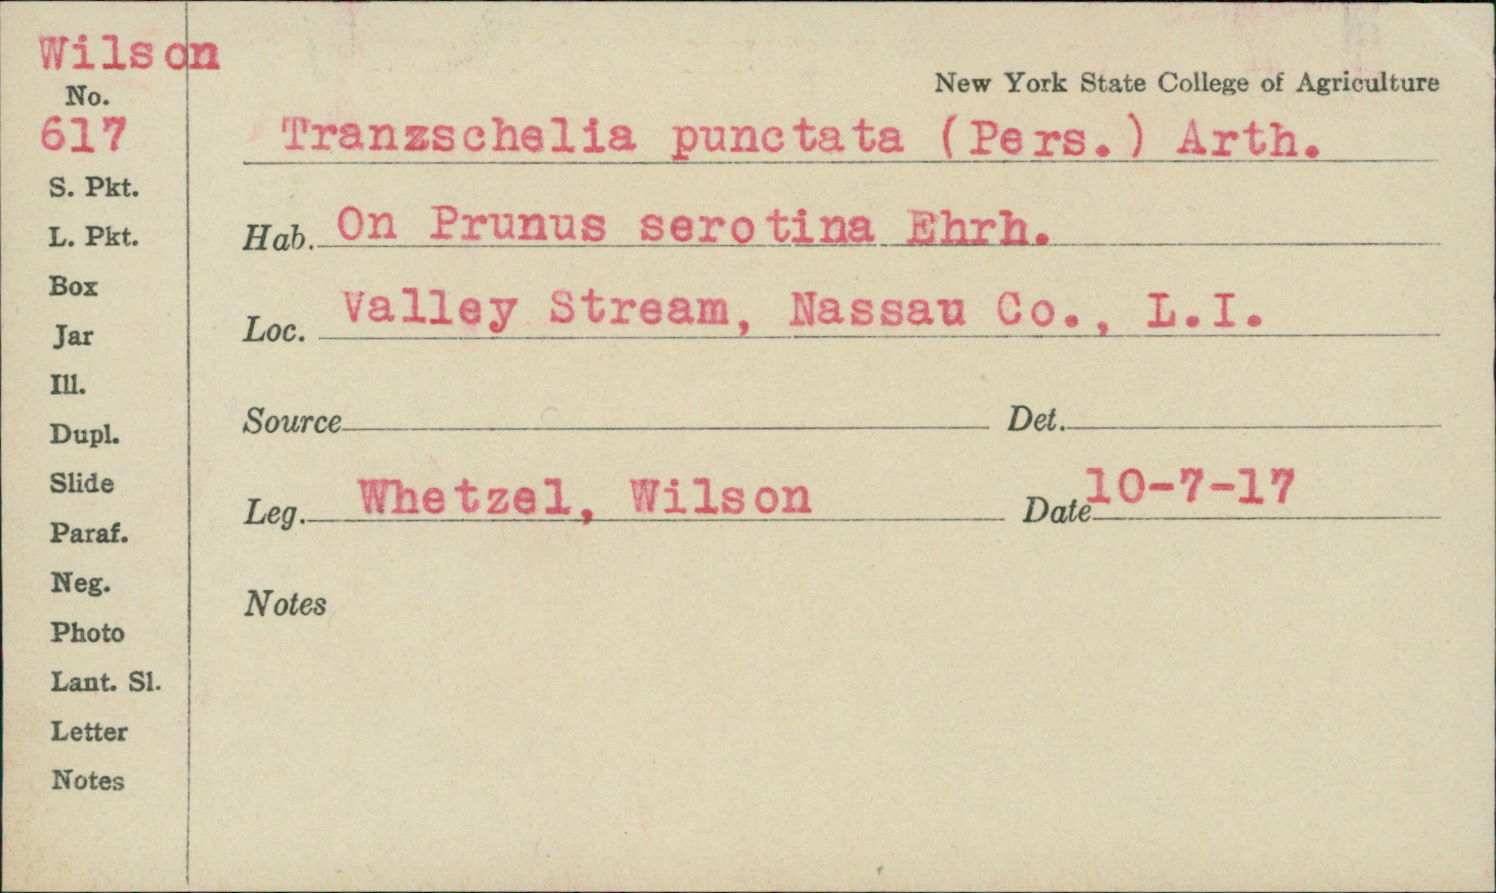 Wilson
No.
617
S. Pkt.
L. Pkt.
Box
Jar
Ill.
Dupl.
Slide
Paraf.
Neg.
Photo
Lant. Sl.
Letter
Notes
New York State College of Agriculture
Tranzschelia punctata (Pers.) Arth.
Hab. On Prunus serotina Ehrh.
Loc. Valley Stream, Nassau Co., L.I.
Source Det.
Leg. Whetzel, Wilson Date 10-7-17
Notes